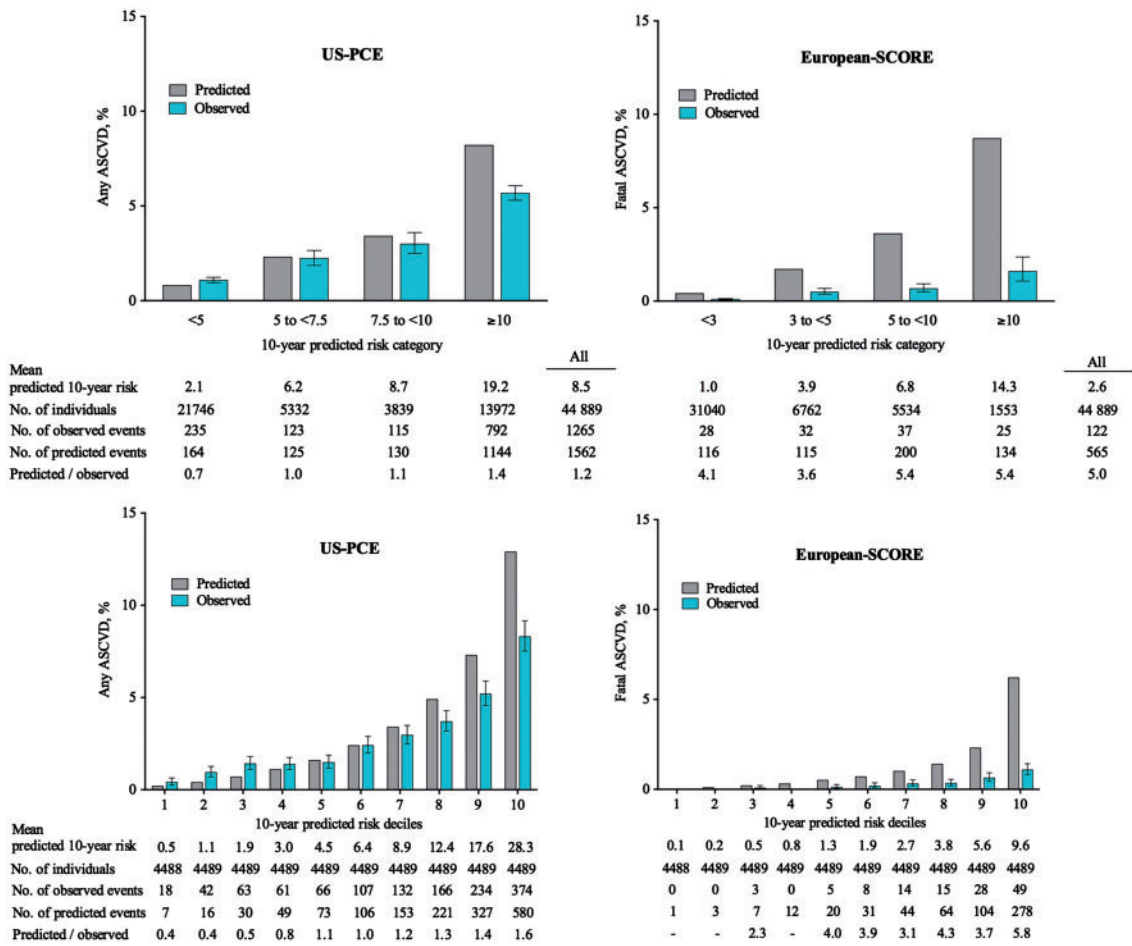 US-PCE
Predicted
Observed
Any ASCVD, %
15
10
5
0
<5 5 to <7.5 7.5 to <10 ≥10
10-year predicted risk category
All
Mean
predicted 10-year risk 2.1 6.2 8.7 19.2 8.5
No. of individuals 21746 5332 3839 13972 44 889
No. of observed events 235 123 115 792 1265
No. of predicted events 164 125 130 1144 1562
Predicted / observed 0.7 1.0 1.1 1.4 1.2
European-SCORE
Predicted
Observed
Fatal ASCVD, %
15
10
5
0
<3 3 to <5 5 to <10 ≥10
10-year predicted risk category
All
1.0 3.9 6.8 14.3 2.6
31040 6762 5534 1553 44 889
28 32 37 25 122
116 115 200 134 565
4.1 3.6 5.4 5.4 5.0
US-PCE
Predicted
Observed
Any ASCVD, %
15
10
5
0
1 2 3 4 5 6 7 8 9 10
10-year predicted risk deciles
Mean
predicted 10-year risk 0.5 1.1 1.9 3.0 4.5 6.4 8.9 12.4 17.6 28.3
No. of individuals 4488 4489 4489 4489 4489 4489 4489 4489 4489 4489
No. of observed events 18 42 63 61 66 107 132 166 234 374
No. of predicted events 7 16 30 49 73 106 153 221 327 580
Predicted / observed 0.4 0.4 0.5 0.8 1.1 1.0 1.2 1.3 1.4 1.6
European-SCORE
Predicted
Observed
Fatal ASCVD, %
15
10
5
0
1 2 3 4 5 6 7 8 9 10
10-year predicted risk deciles
0.1 0.2 0.5 0.8 1.3 1.9 2.7 3.8 5.6 9.6
4488 4489 4489 4489 4489 4489 4489 4489 4489 4489
0 0 3 0 5 8 14 15 28 49
1 3 7 12 20 31 44 64 104 278
- - 2.3 - 4.0 3.9 3.1 4.3 3.7 5.8